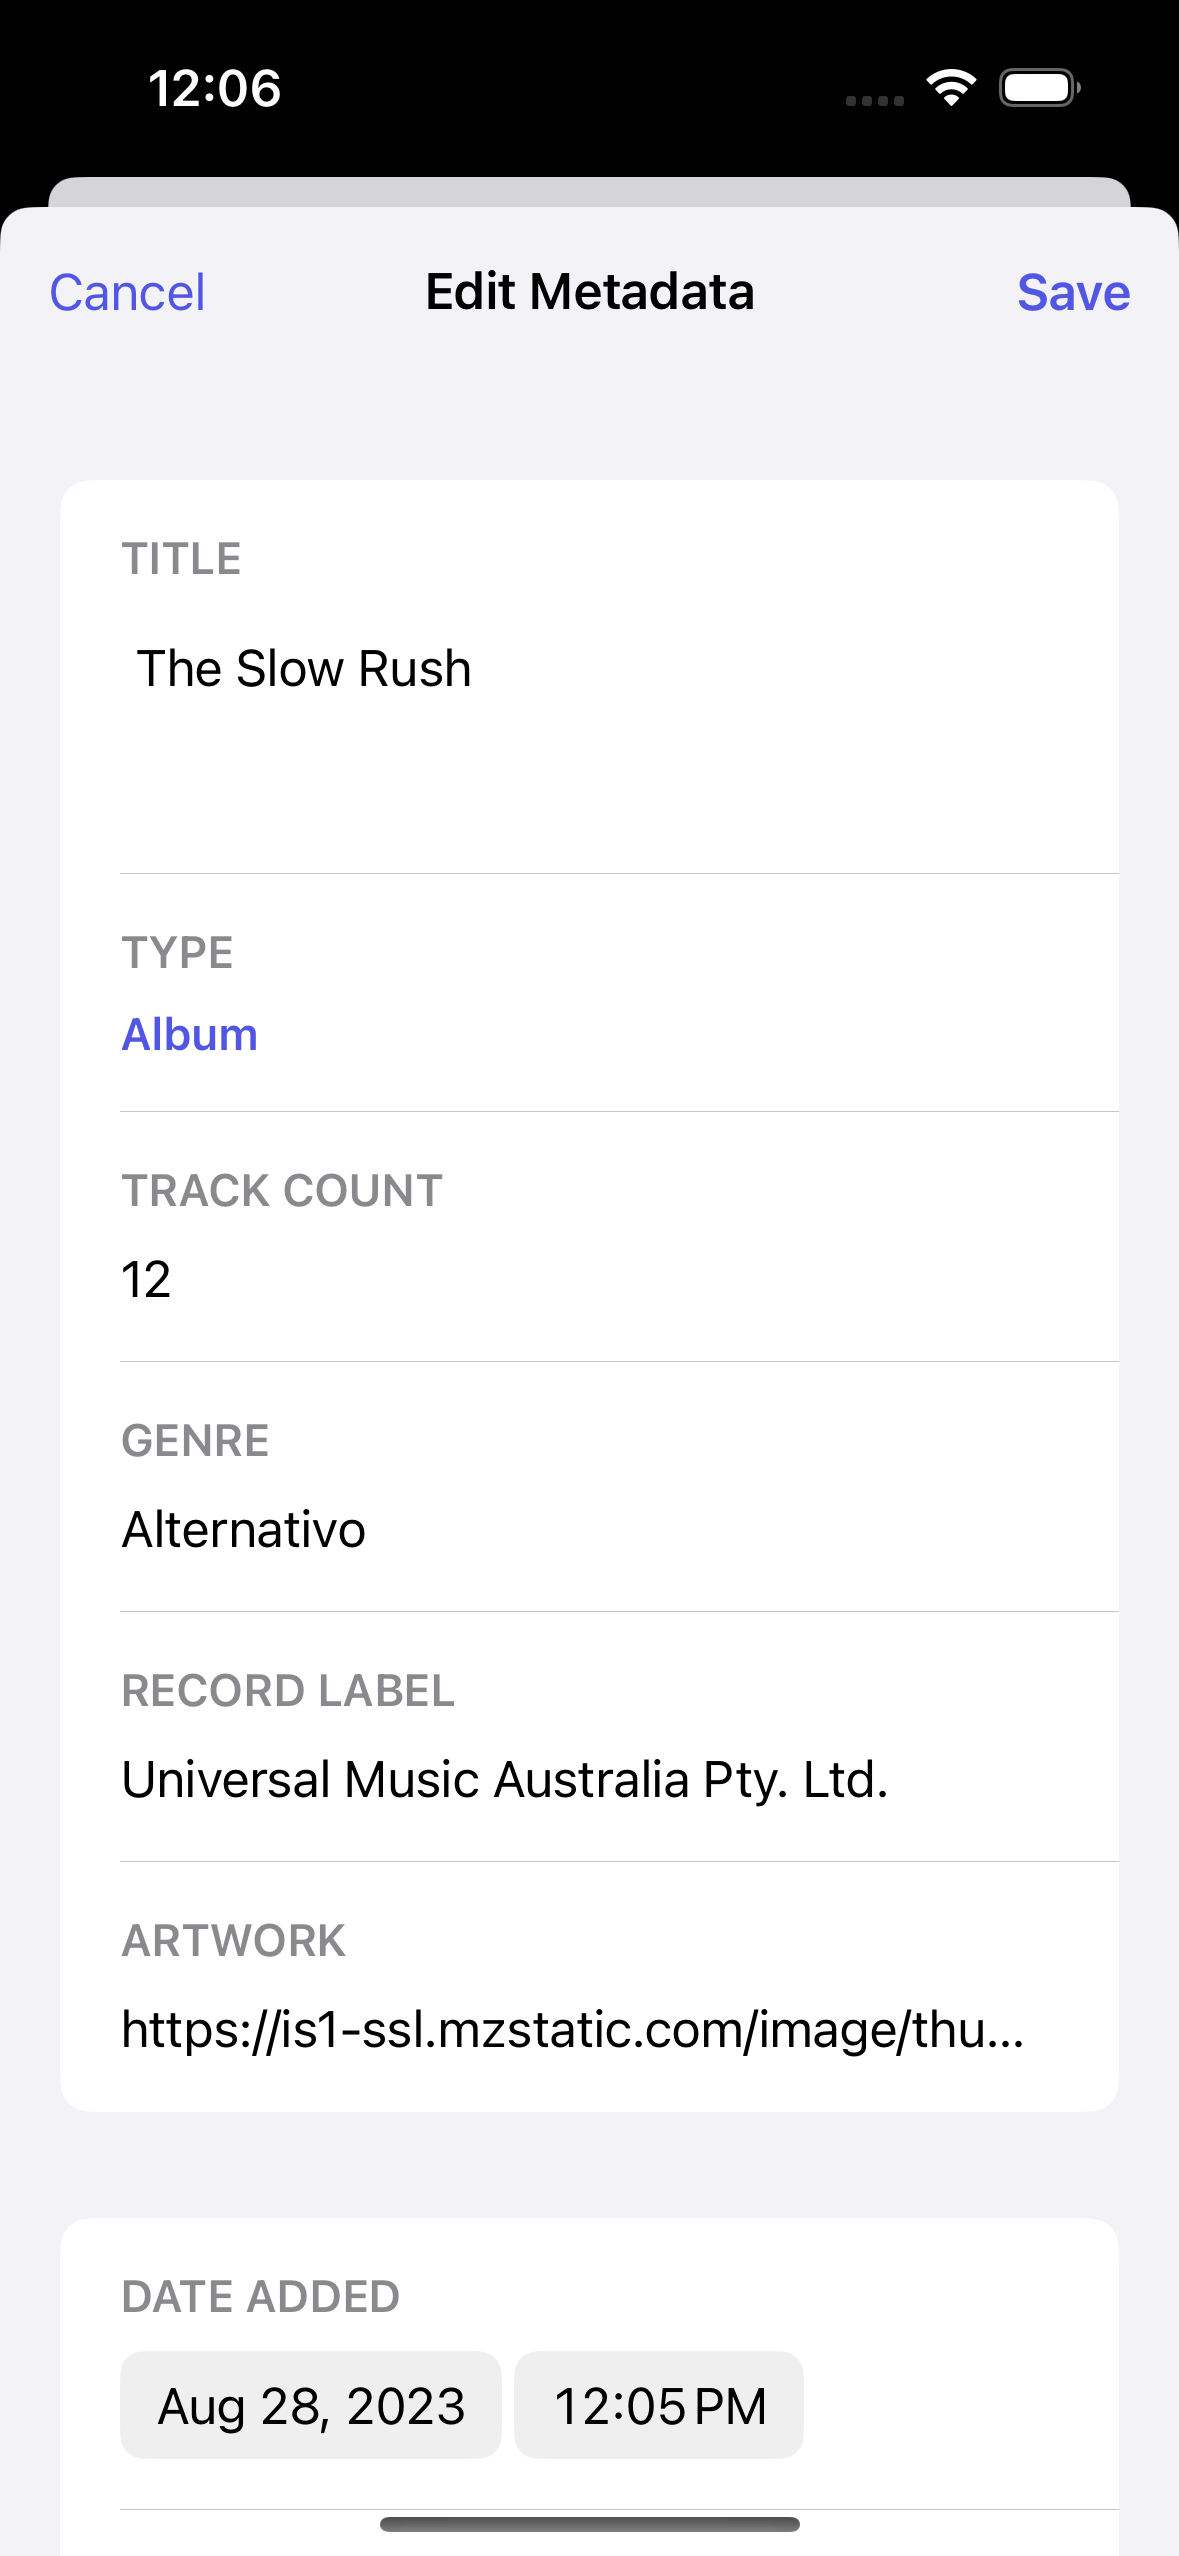 12:06
Cancel
Edit Metadata
Save
TITLE
The Slow Rush
TYPE
Album
TRACK COUNT
12
GENRE
Alternativo
RECORD LABEL
Universal Music Australia Pty. Ltd.
ARTWORK
https://is1-ssl.mzstatic.com/image/thu...
DATE ADDED
Aug 28, 2023
12:05 PM